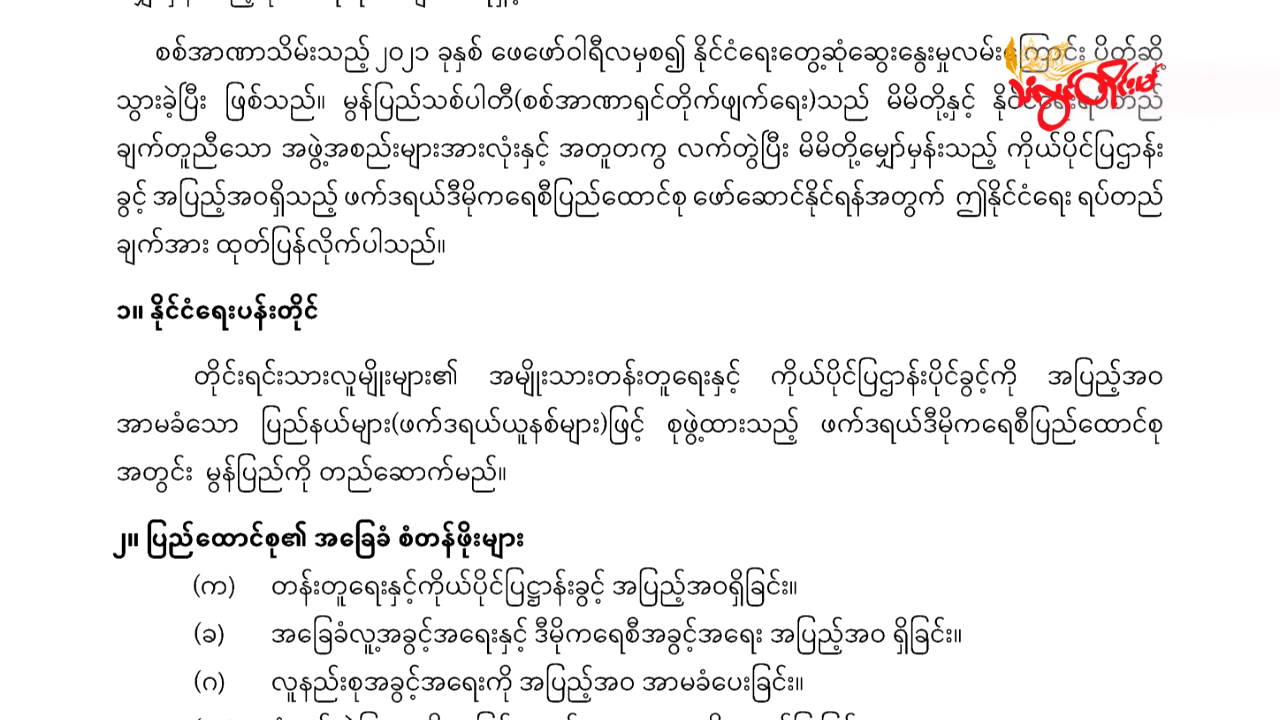 စစ်အာဏာသိမ်းသည့် ၂၀၂၁ ခုနှစ် ဖေဖော်ဝါရီလမှစ၍ နိုင်ငံရေးတွေ့ဆုံဆွေးနွေးမှုလမ်းကြောင်း ပိတ်ဆို့
သွားခဲ့ပြီး ဖြစ်သည်။ မွန်ပြည်သစ်ပါတီ(စစ်အာဏာရှင်တိုက်ဖျက်ရေး)သည် မိမိတို့နှင့် နိုင်ငံရေးရပ်တည်
ချက်တူညီသော အဖွဲ့အစည်းများအားလုံးနှင့် အတူတကွ လက်တွဲပြီး မိမိတို့မျှော်မှန်းသည့် ကိုယ်ပိုင်ပြဌာန်း
ခွင့် အပြည့်အဝရှိသည့် ဖက်ဒရယ်ဒီမိုကရေစီပြည်ထောင်စု ဖော်ဆောင်နိုင်ရန်အတွက် ဤနိုင်ငံရေး ရပ်တည်
ချက်အား ထုတ်ပြန်လိုက်ပါသည်။
၁။ နိုင်ငံရေးပန်းတိုင်
တိုင်းရင်းသားလူမျိုးများ၏ အမျိုးသားတန်းတူရေးနှင့် ကိုယ်ပိုင်ပြဌာန်းပိုင်ခွင့်ကို အပြည့်အဝ
အာမခံသော ပြည်နယ်များ(ဖက်ဒရယ်ယူနစ်များ)ဖြင့် စုဖွဲ့ထားသည့် ဖက်ဒရယ်ဒီမိုကရေစီပြည်ထောင်စု
အတွင်း မွန်ပြည်ကို တည်ဆောက်မည်။
၂။ ပြည်ထောင်စု၏ အခြေခံ စံတန်ဖိုးများ
(က) တန်းတူရေးနှင့်ကိုယ်ပိုင်ပြဋ္ဌာန်းခွင့် အပြည့်အဝရှိခြင်း။
(ခ) အခြေခံလူ့အခွင့်အရေးနှင့် ဒီမိုကရေစီအခွင့်အရေး အပြည့်အဝ ရှိခြင်း။
(ဂ) လူနည်းစုအခွင့်အရေးကို အပြည့်အဝ အာမခံပေးခြင်း။